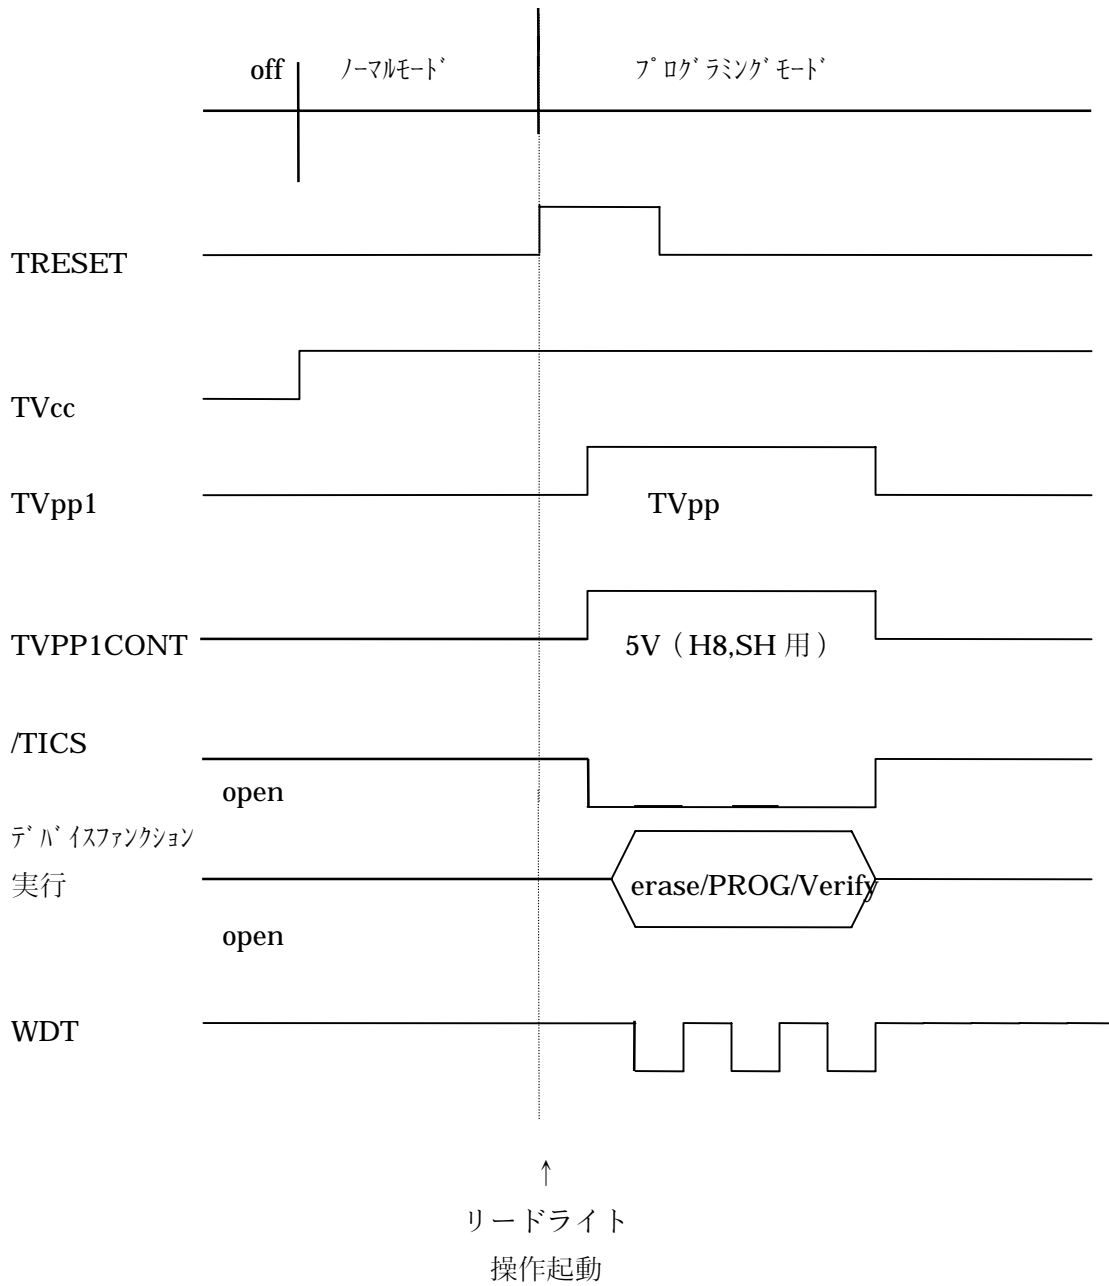 off ﾉｰﾏﾙﾓｰﾄﾞ ﾌﾟﾛｸﾞﾗﾐﾝｸﾞﾓｰﾄﾞ
TRESET
TVcc
TVpp1 TVpp
TVPP1CONT 5V（H8,SH 用）
/TICS
open
ﾃﾞﾊﾞｲｽﾌｧﾝｸｼｮﾝ
実行 erase/PROG/Verify
open
WDT
↑
リードライト
操作起動